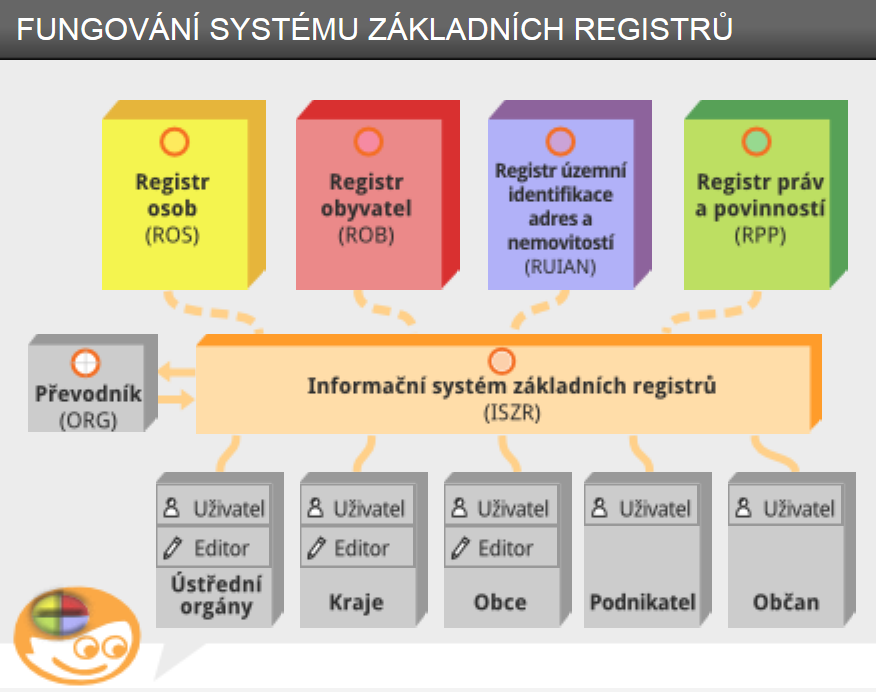 FUNGOVÁNÍ SYSTÉMU ZÁKLADNÍCH REGISTRŮ
Registr
osob
(ROS)
Registr
obyvatel
(ROB)
Registr územní
identifikace
adres a
nemovitostí
(RUIAN)
Registr práv
a povinností
(RPP)
Převodník
(ORG)
Informační systém základních registrů
(ISZR)
Uživatel
Editor
Ústřední
orgány
Uživatel
Editor
Kraje
Uživatel
Editor
Obce
Uživatel
Podnikatel
Uživatel
Občan